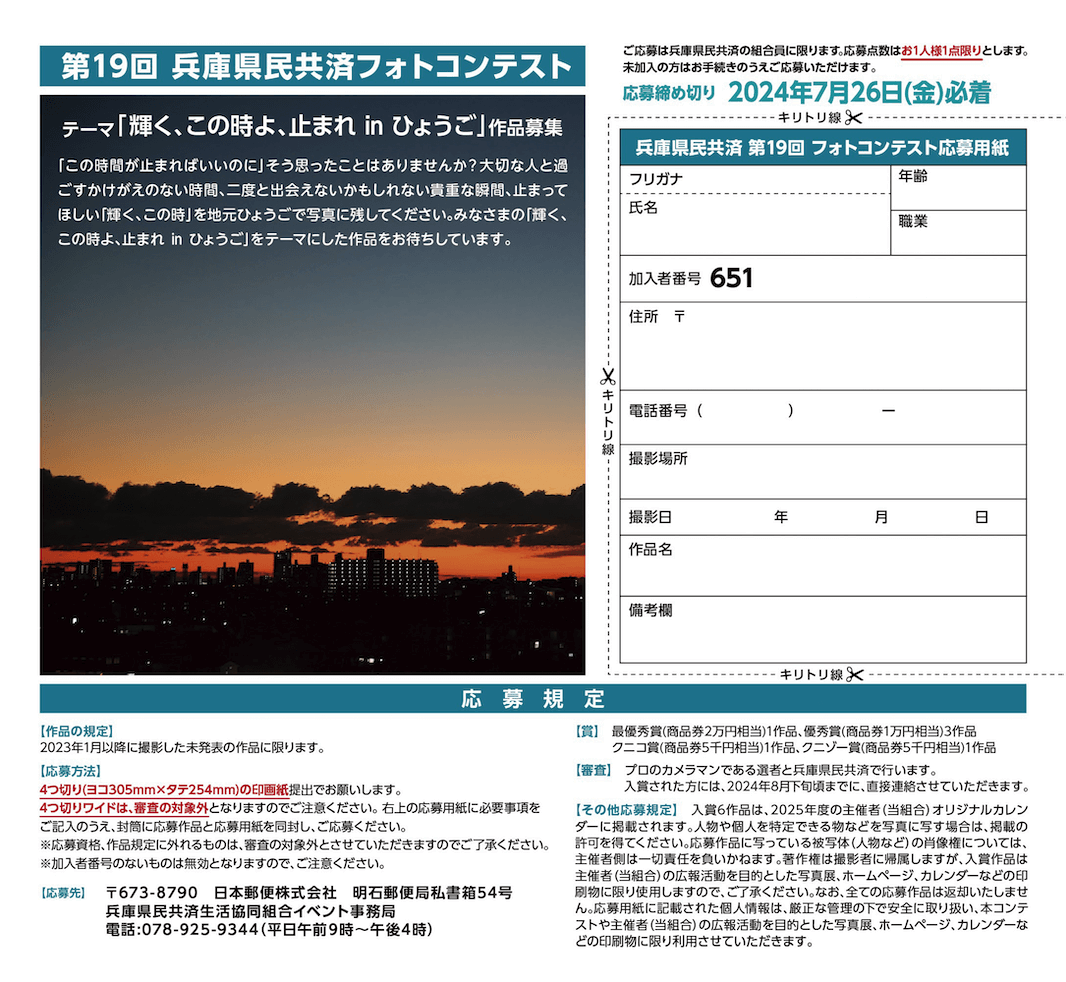 第19回 兵庫県民共済フォトコンテスト
テーマ「輝く、この時よ、止まれ in ひょうご」作品募集
「この時間が止まればいいのに」そう思ったことはありませんか？大切な人と過
ごすかけがえのない時間、二度と出会えないかもしれない貴重な瞬間、止まって
ほしい「輝く、この時」を地元ひょうごで写真に残してください。みなさまの「輝く、
この時よ、止まれ in ひょうご」をテーマにした作品をお待ちしています。
ご応募は兵庫県民共済の組合員に限ります。応募点数はお1人様1点限りとします。
未加入の方はお手続きのうえご応募いただけます。
応募締め切り 2024年7月26日(金)必着
キリトリ線
キリトリ線
兵庫県民共済 第19回 フォトコンテスト応募用紙
フリガナ
氏名
年齢
職業
加入者番号 651
住所 〒
電話番号（　　　）　　　ー
撮影場所
撮影日　　　年　　　月　　　日
作品名
備考欄
キリトリ線
応募規定
【作品の規定】
2023年1月以降に撮影した未発表の作品に限ります。
【応募方法】
4つ切り(ヨコ305mm×タテ254mm)の印画紙提出でお願いします。
4つ切りワイドは、審査の対象外となりますのでご注意ください。右上の応募用紙に必要事項を
ご記入のうえ、封筒に応募作品と応募用紙を同封し、ご応募ください。
※応募資格、作品規定に外れるものは、審査の対象外とさせていただきますのでご了承ください。
※加入者番号のないものは無効となりますので、ご注意ください。
【応募先】 〒673-8790 日本郵便株式会社 明石郵便局私書箱54号
兵庫県民共済生活協同組合イベント事務局
電話:078-925-9344(平日午前9時〜午後4時)
【賞】 最優秀賞(商品券2万円相当)1作品、優秀賞(商品券1万円相当)3作品
クニコ賞(商品券5千円相当)1作品、クニゾー賞(商品券5千円相当)1作品
【審査】 プロのカメラマンである選者と兵庫県民共済で行います。
入賞された方には、2024年8月下旬頃までに、直接連絡させていただきます。
【その他応募規定】 入賞6作品は、2025年度の主催者(当組合)オリジナルカレン
ダーに掲載されます。人物や個人を特定できる物などを写真に写す場合は、掲載の
許可を得てください。応募作品に写っている被写体(人物など)の肖像権については、
主催者側は一切責任を負いかねます。著作権は撮影者に帰属しますが、入賞作品は
主催者(当組合)の広報活動を目的とした写真展、ホームページ、カレンダーなどの印
刷物に限り使用しますので、ご了承ください。なお、全ての応募作品は返却いたしませ
ん。応募用紙に記載された個人情報は、厳正な管理の下で安全に取り扱い、本コンテ
ストや主催者(当組合)の広報活動を目的とした写真展、ホームページ、カレンダーな
どの印刷物に限り利用させていただきます。